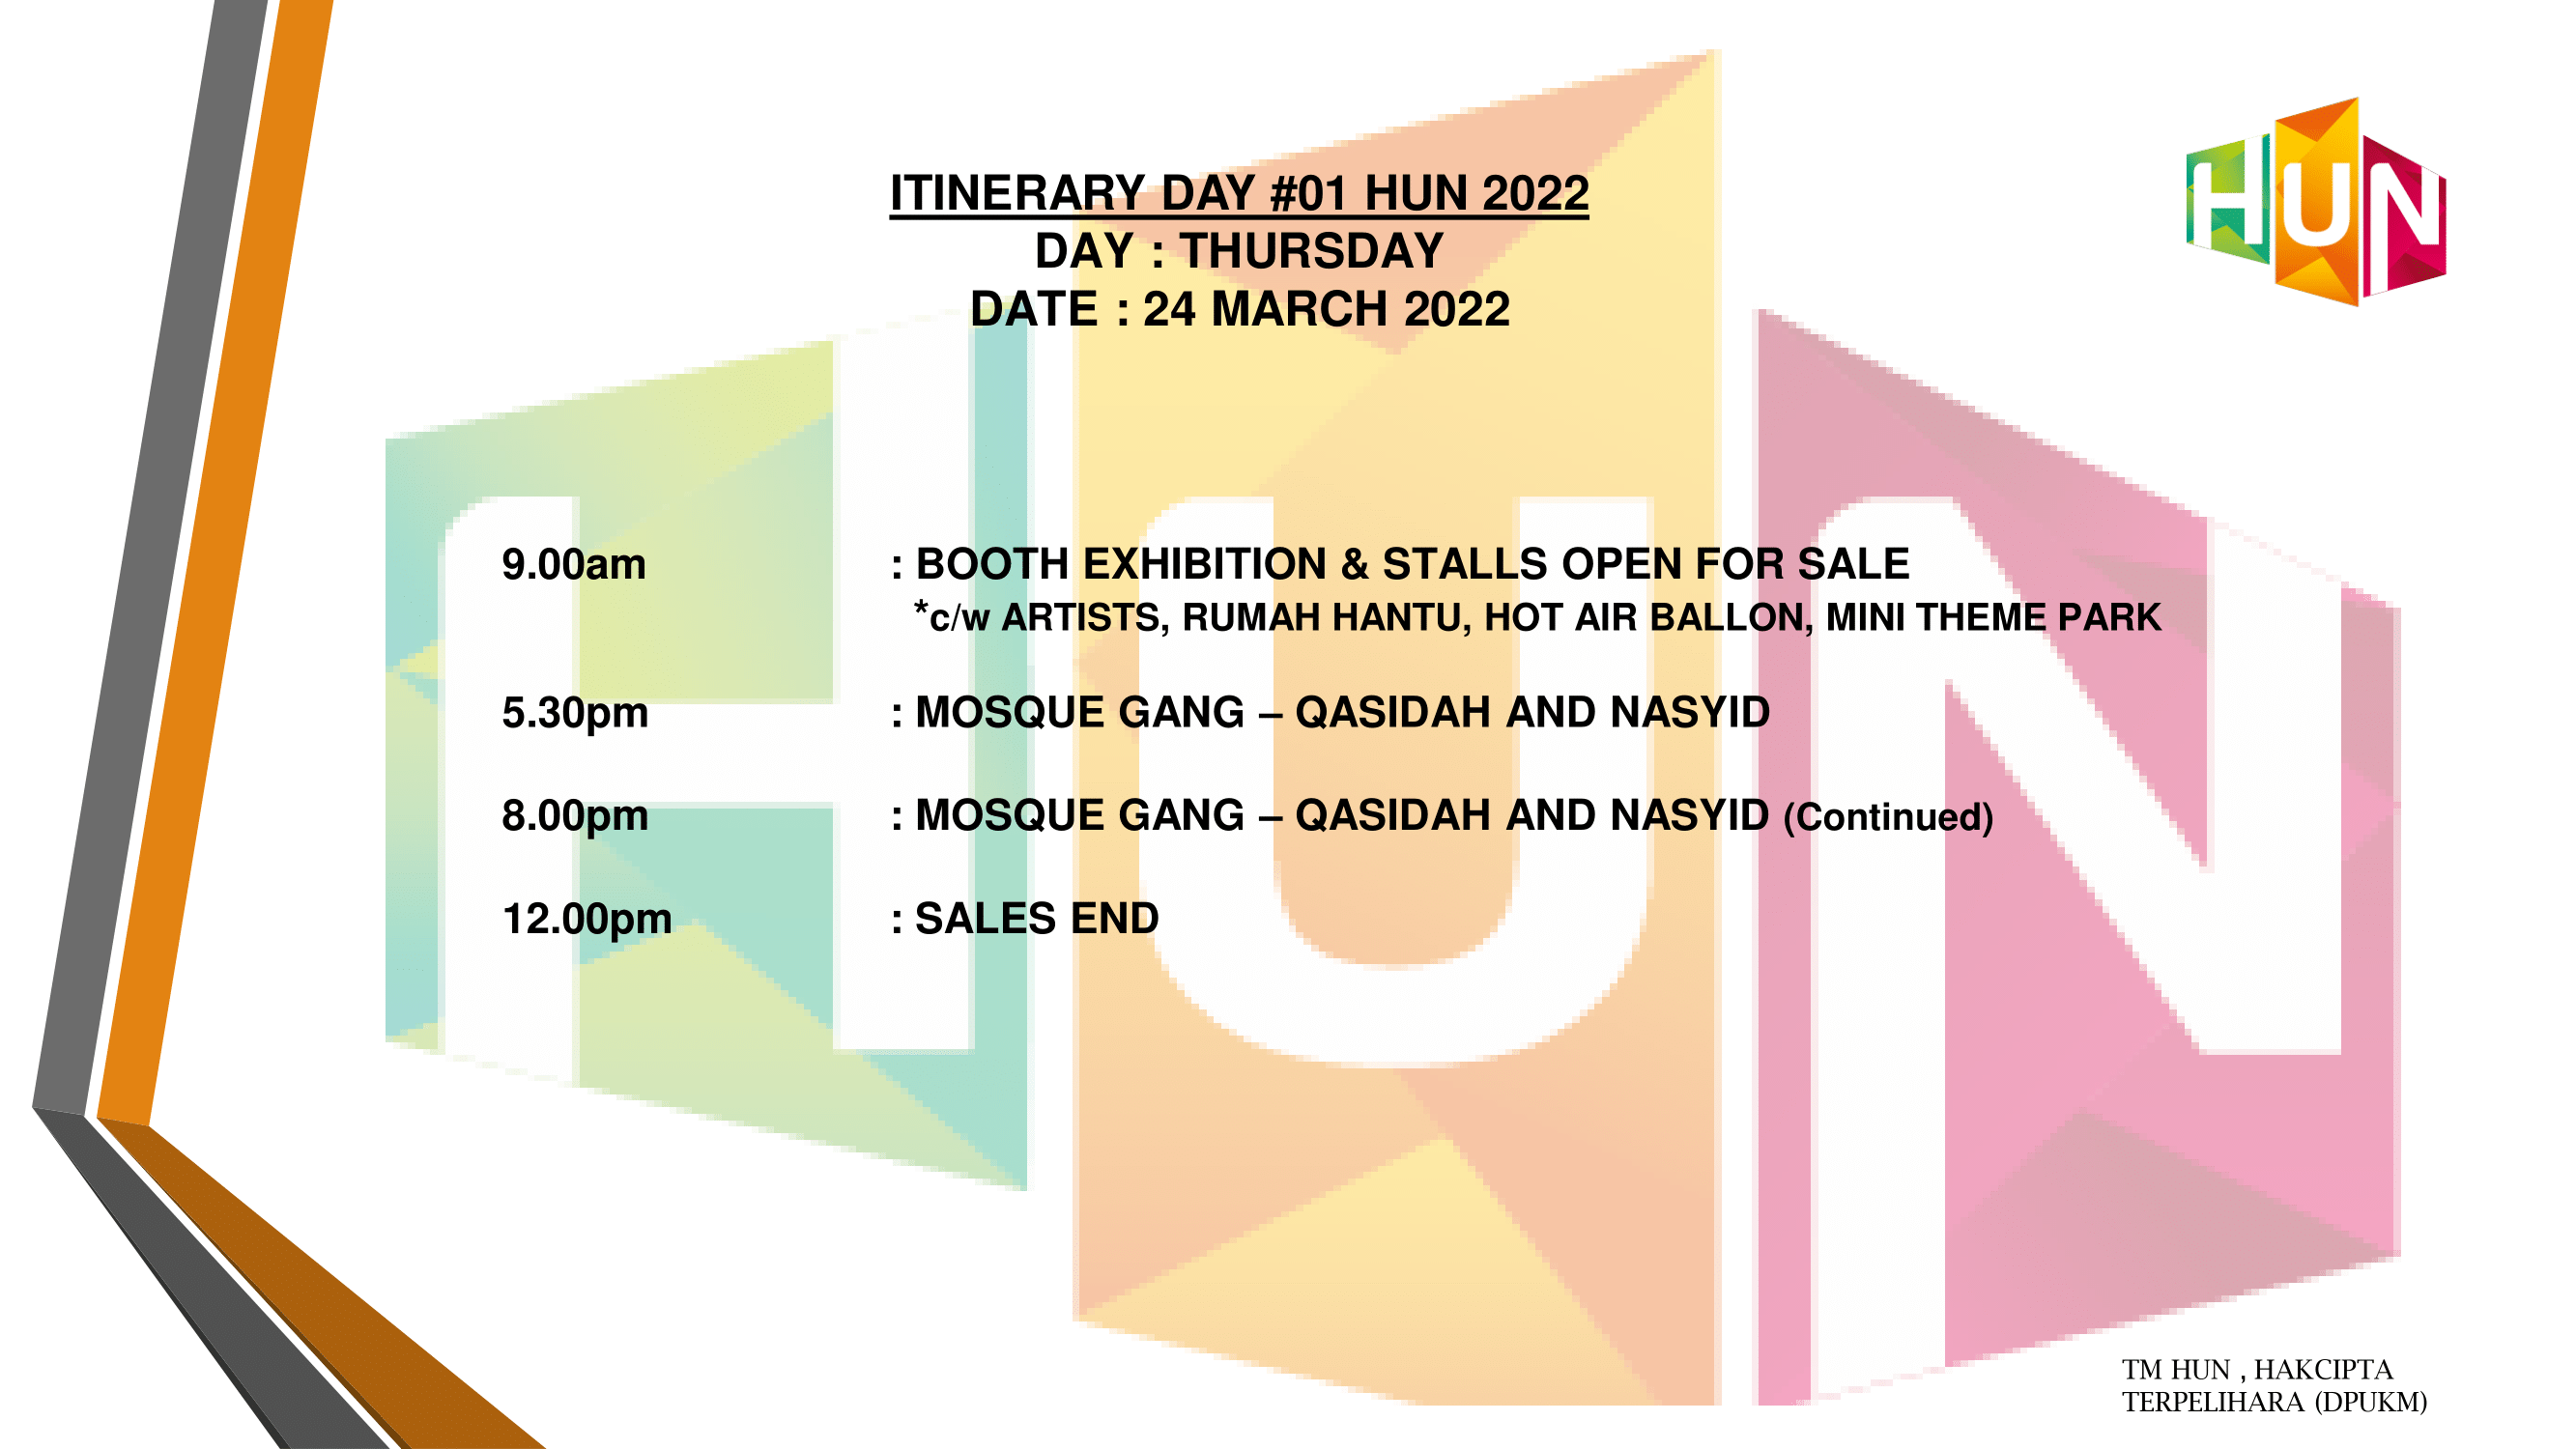 ITINERARY DAY #01 HUN 2022
DAY : THURSDAY
DATE : 24 MARCH 2022
HUN
9.00am : BOOTH EXHIBITION & STALLS OPEN FOR SALE
*c/w ARTISTS, RUMAH HANTU, HOT AIR BALLON, MINI THEME PARK
5.30pm : MOSQUE GANG – QASIDAH AND NASYID
8.00pm : MOSQUE GANG – QASIDAH AND NASYID (Continued)
12.00pm : SALES END
HUN
TM HUN , HAKCIPTA
TERPELIHARA (DPUKM)